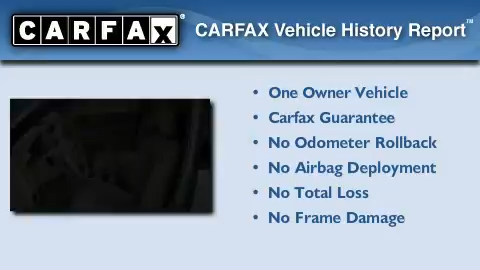 CARFAX® CARFAX Vehicle History Report™
• One Owner Vehicle
• Carfax Guarantee
• No Odometer Rollback
• No Airbag Deployment
• No Total Loss
• No Frame Damage